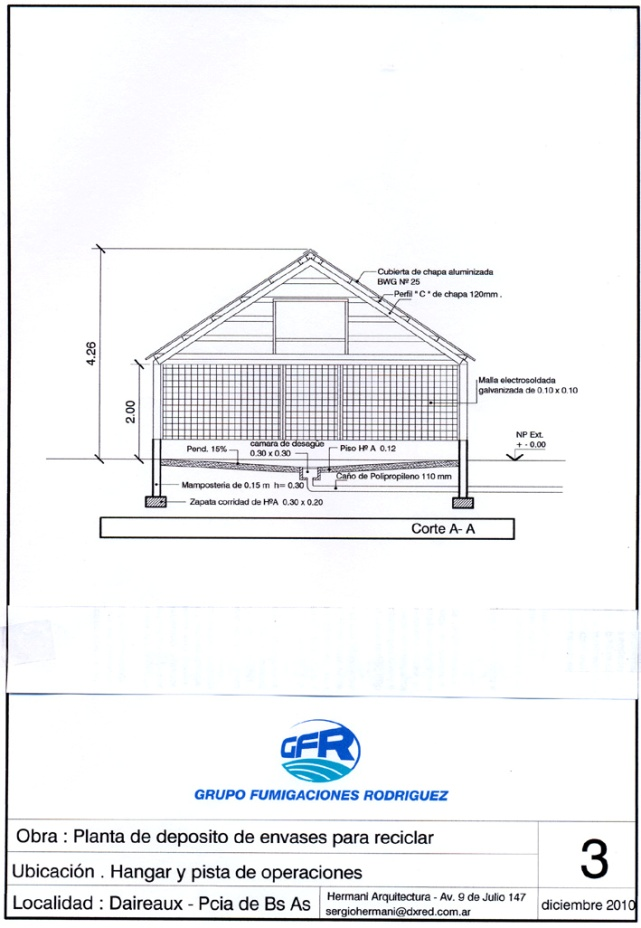 Cubierta de chapa aluminizada
BWG Nº 25
Perfil " C " de chapa 120mm .
4.26
2.00
Malla electrosoldada
galvanizada de 0.10 x 0.10
NP Ext.
+ - 0.00
Pend. 15%
camara de desagüe
0.30 x 0.30
Piso Hº A 0.12
Caño de Polipropileno 110 mm
Mamposteria de 0.15 m h= 0.30
Zapata corridad de HºA 0.30 x 0.20
Corte A- A
GFR
GRUPO FUMIGACIONES RODRIGUEZ
Obra : Planta de deposito de envases para reciclar
Ubicación . Hangar y pista de operaciones
3
Localidad : Daireaux - Pcia de Bs As
Hermani Arquitectura - Av. 9 de Julio 147
sergiohermani@dxred.com.ar
diciembre 2010